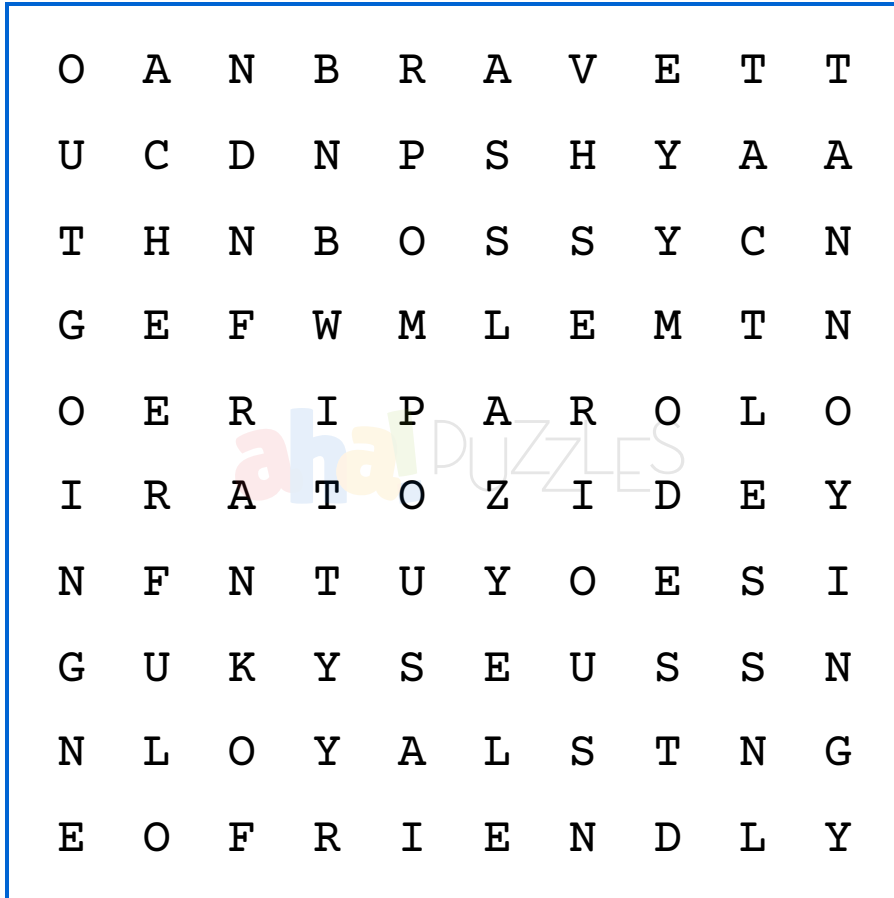 O A N B R A V E T T
U C D N P S H Y A A
T H N B O S S Y C N
G E F W M L E M T N
O E R I P A R O L O
aha! PUZZLES
I R A T O Z I D E Y
N F N T U Y O E S I
G U K Y S E U S S N
N L O Y A L S T N G
E O F R I E N D L Y